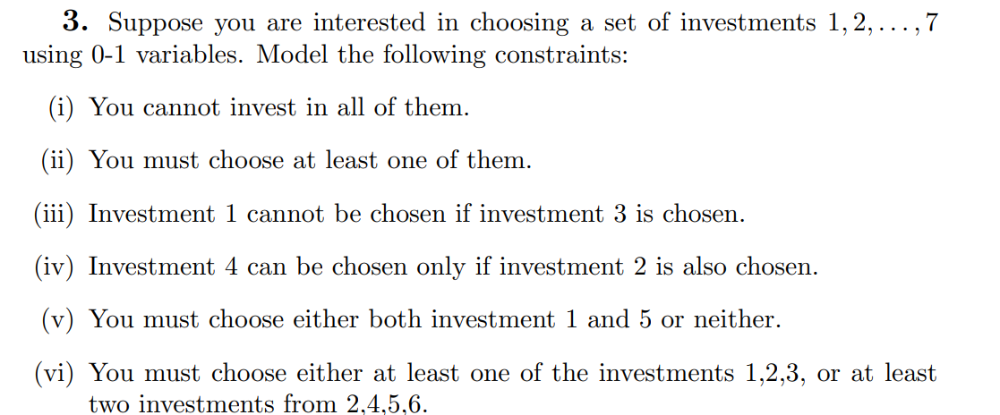 3. Suppose you are interested in choosing a set of investments 1, 2, . . . , 7
using 0-1 variables. Model the following constraints:
(i) You cannot invest in all of them.
(ii) You must choose at least one of them.
(iii) Investment 1 cannot be chosen if investment 3 is chosen.
(iv) Investment 4 can be chosen only if investment 2 is also chosen.
(v) You must choose either both investment 1 and 5 or neither.
(vi) You must choose either at least one of the investments 1,2,3, or at least
two investments from 2,4,5,6.